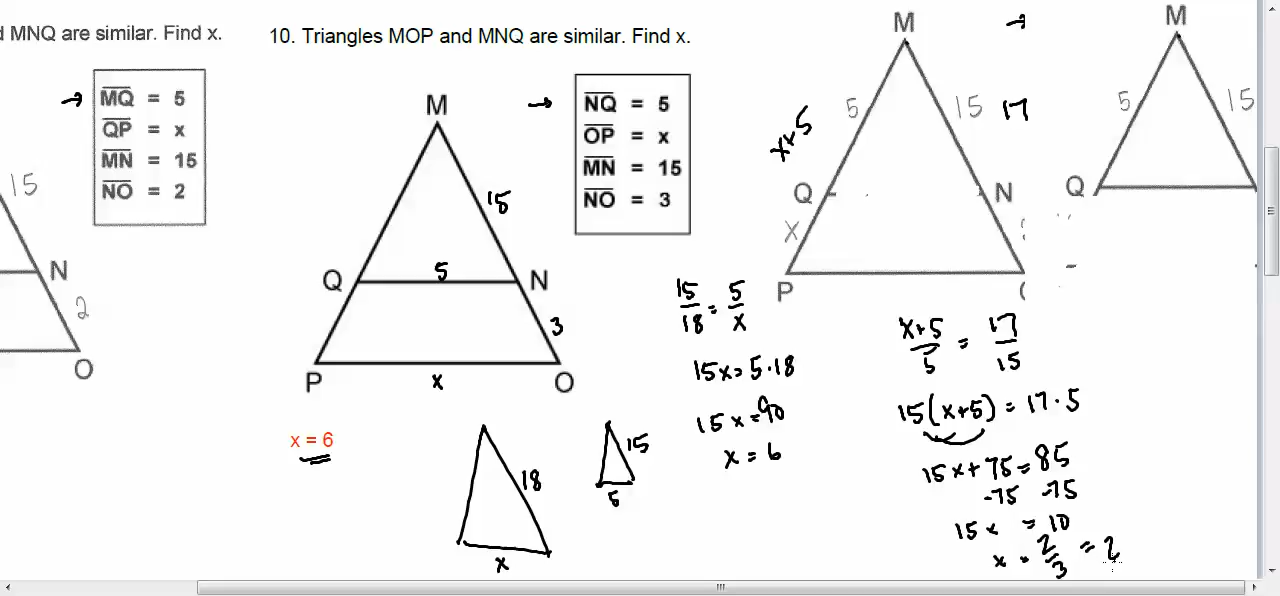 d MNQ are similar. Find x.
MQ = 5
QP = x
MN = 15
NO = 2
15
N
2
O
10. Triangles MOP and MNQ are similar. Find x.
NQ = 5
OP = x
MN = 15
NO = 3
M
15
Q
5
N
3
P
x
O
x = 6
18
x
15
5
15/18 = 5/x
15x = 5·18
15x = 90
x = 6
M
5
15
17
x+5
Q
N
x
P
x+5/5 = 17/15
15(x+5) = 17·5
15x+75=85
-75 -75
15x = 10
x = 2/3 = 2
M
5
15
Q